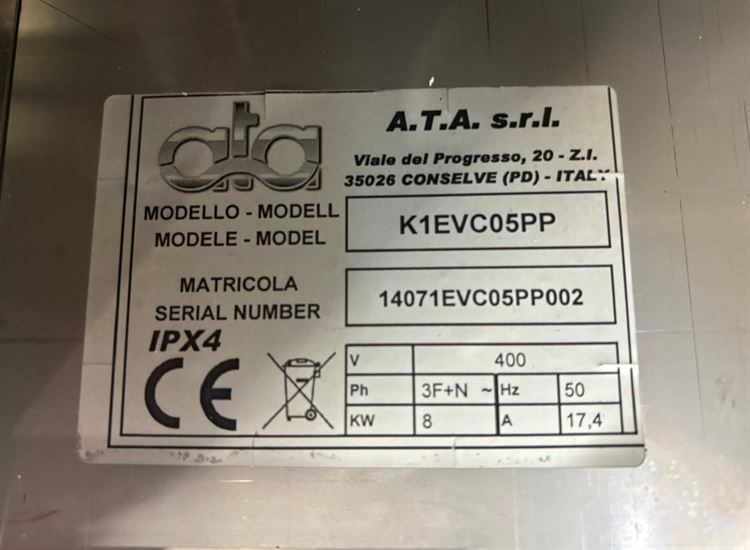 ata
A.T.A. s.r.l.
Viale del Progresso, 20 - Z.I.
35026 CONSELVE (PD) - ITALY
MODELLO - MODELL
MODELE - MODEL
K1EVC05PP
MATRICOLA
SERIAL NUMBER
14071EVC05PP002
IPX4
CE
V 400
Ph 3F+N ~ Hz 50
KW 8 A 17,4